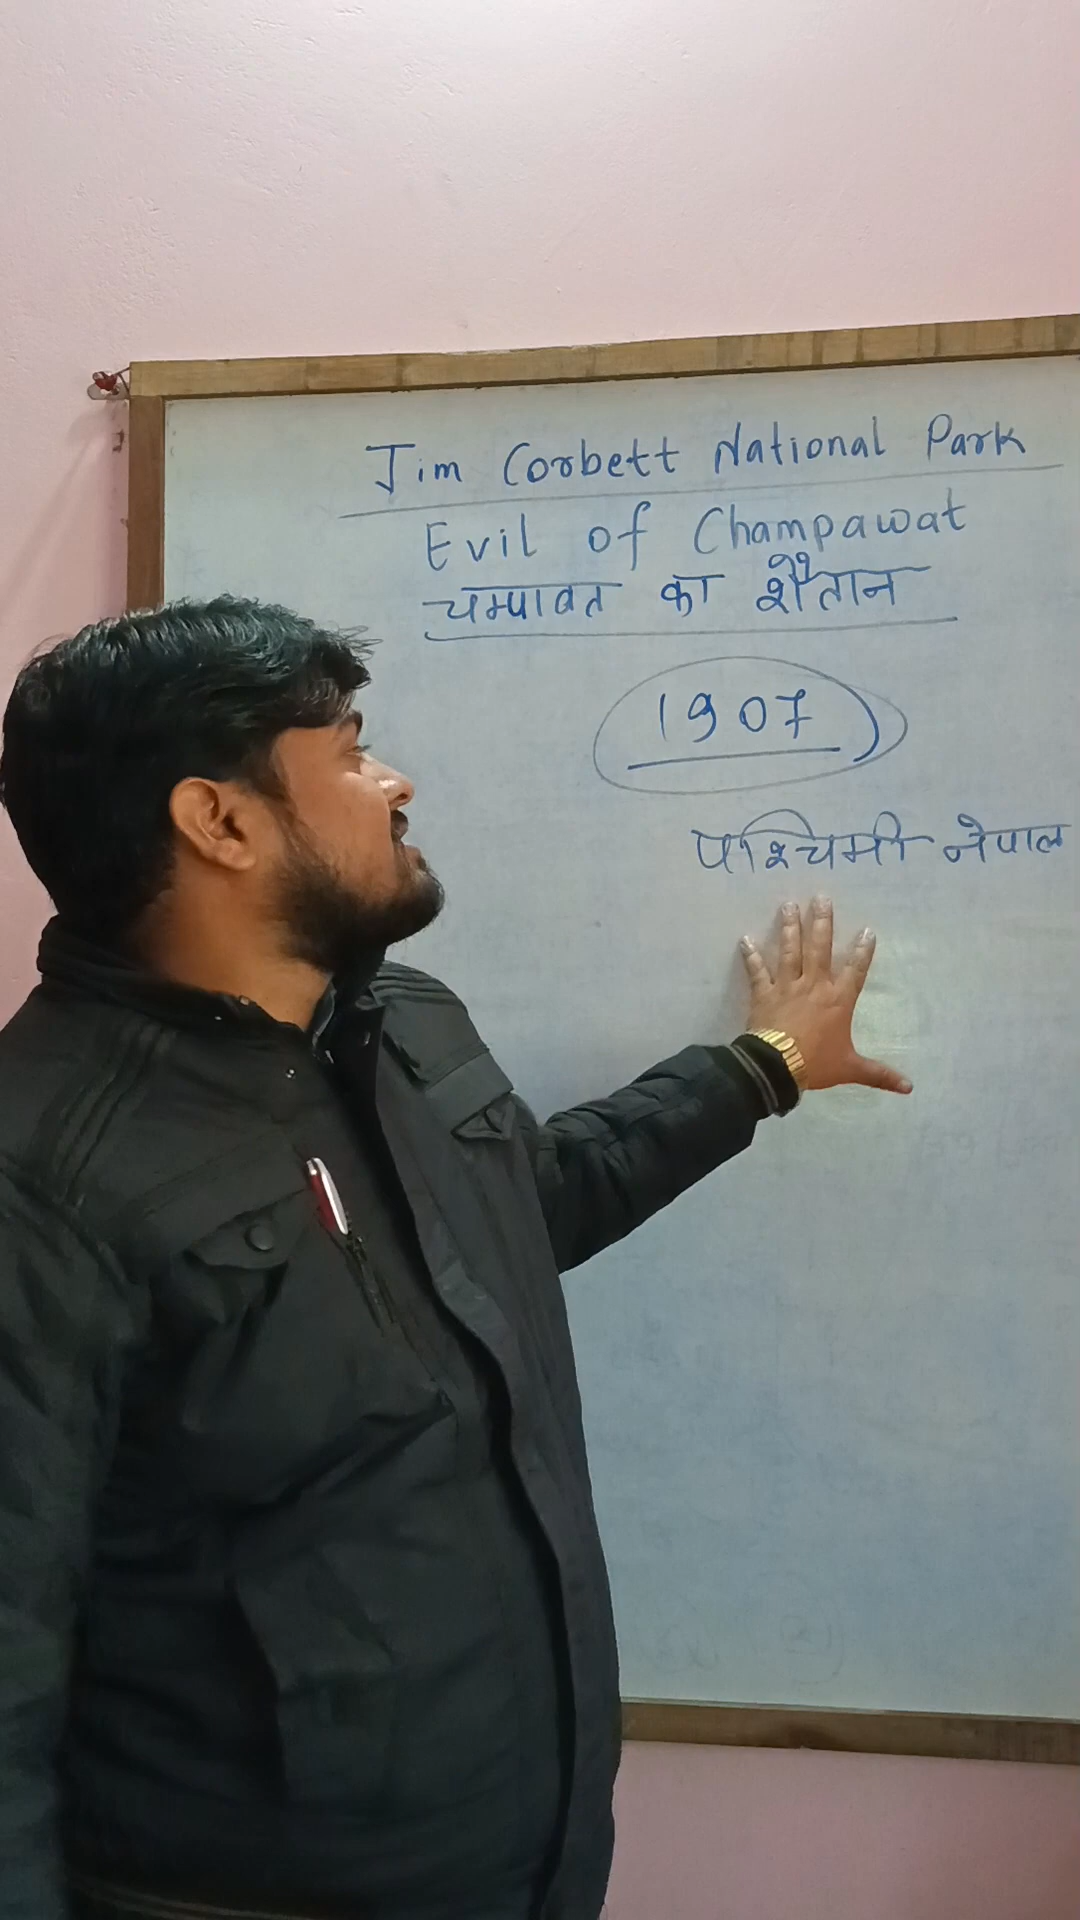 Jim Corbett National Park
Evil of Champawat
चम्पावत का शैतान
1907
पश्चिमी नेपाल